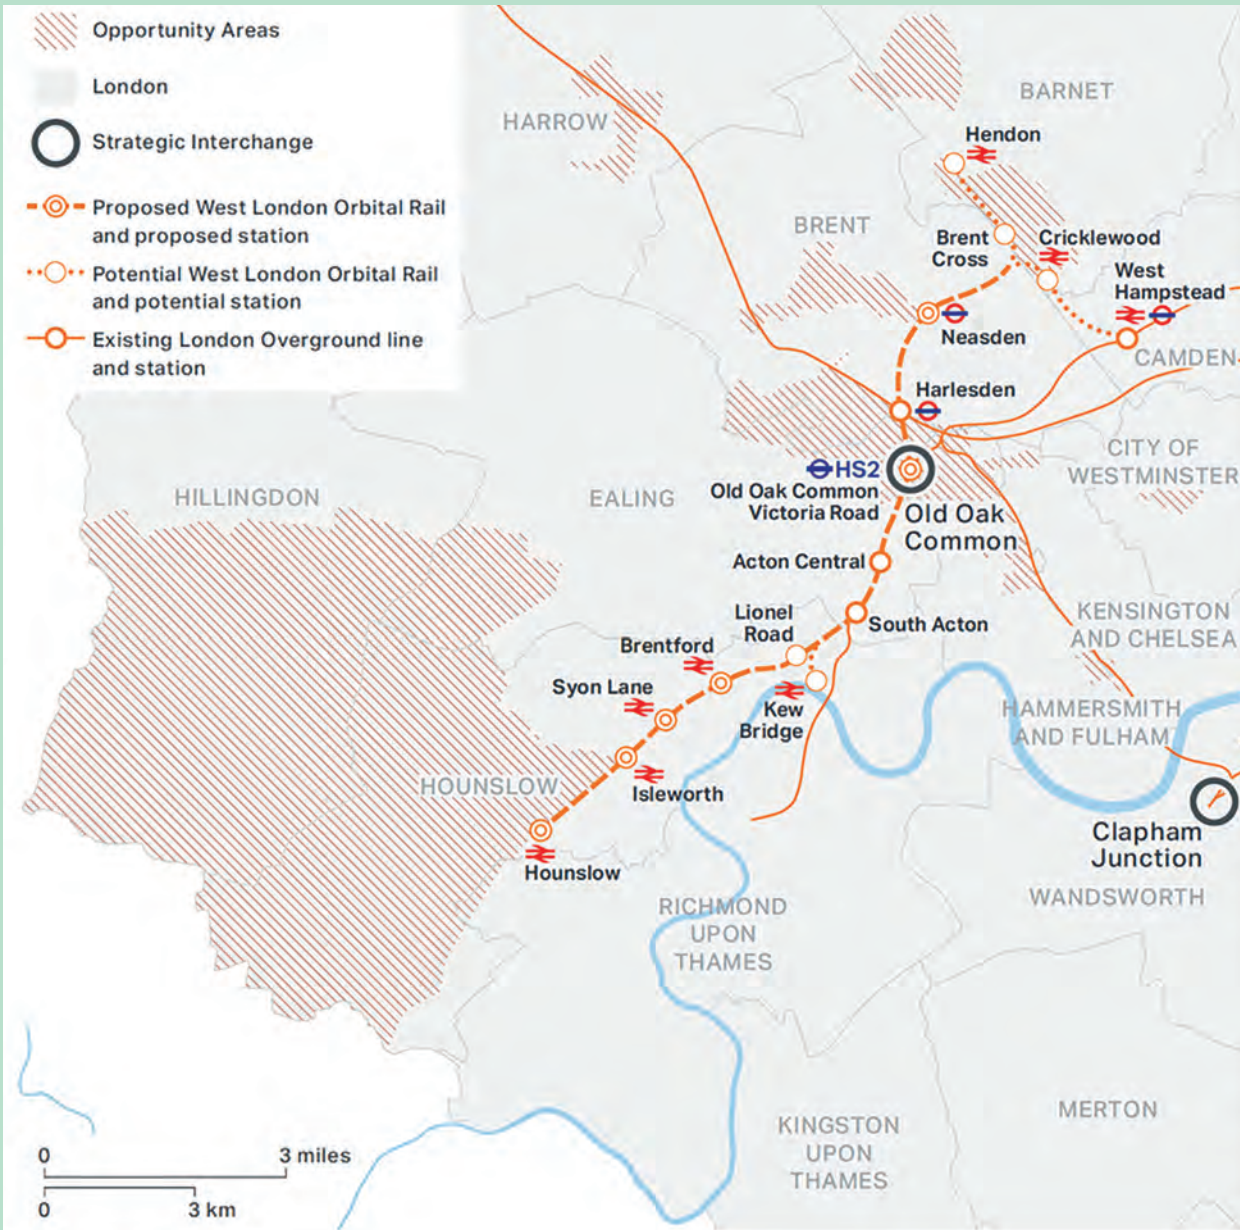 Opportunity Areas
London
Strategic Interchange
Proposed West London Orbital Rail
and proposed station
Potential West London Orbital Rail
and potential station
Existing London Overground line
and station
HARROW
BARNET
Hendon
BRENT
Brent
Cross
Cricklewood
West
Hampstead
Neasden
CAMDEN
Harlesden
CITY OF
WESTMINSTER
HILLINGDON
EALING
HS2
Old Oak Common
Victoria Road
Old Oak
Common
Acton Central
Lionel
Road
South Acton
KENSINGTON
AND CHELSEA
Brentford
Syon Lane
Kew
Bridge
HAMMERSMITH
AND FULHAM
HOUNSLOW
Isleworth
Hounslow
Clapham
Junction
WANDSWORTH
RICHMOND
UPON
THAMES
MERTON
KINGSTON
UPON
THAMES
0
3 miles
0
3 km